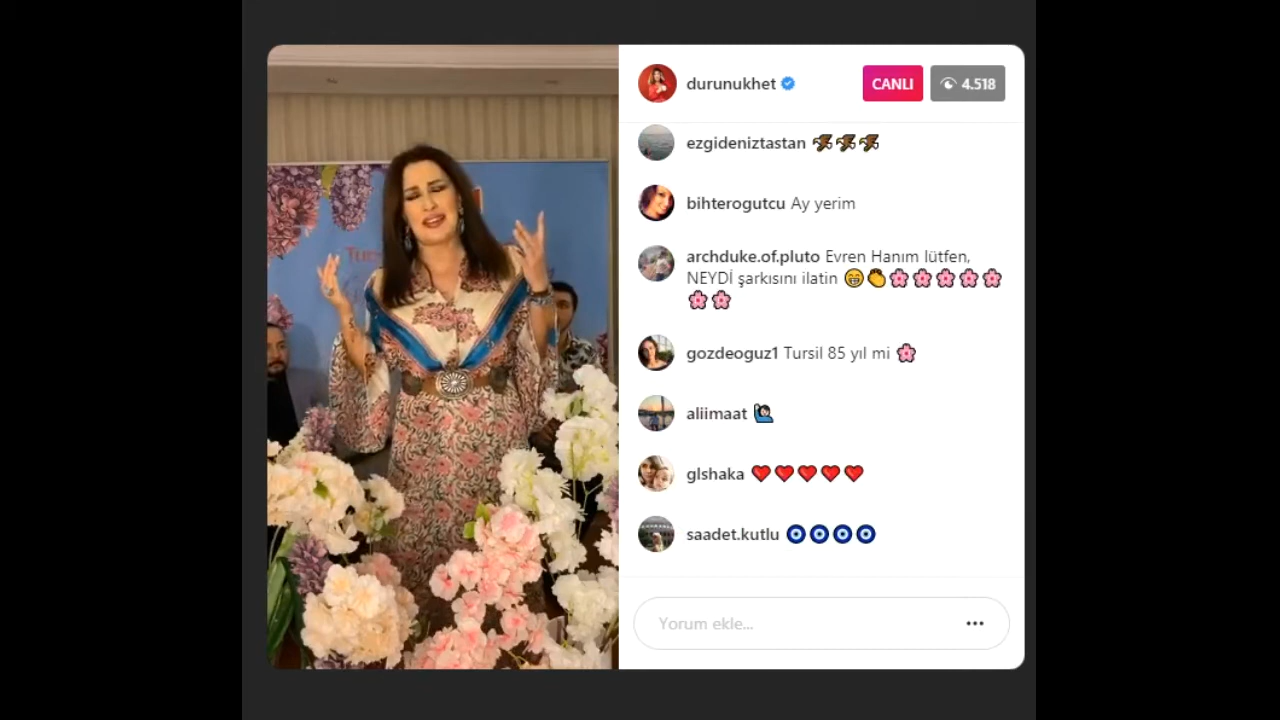 durunukhet
CANLI
4.518
ezgideniztastan
bihterogutcu Ay yerim
archduke.of.pluto Evren Hanım lütfen,
NEYDİ şarkısını ilatin 😁👏🌸🌸🌸🌸🌸
🌸🌸
gozdeoguz1 Tursil 85 yıl mi 🌸
aliimaat 🙋🏻
glshaka ❤️❤️❤️❤️❤️
saadet.kutlu 🧿🧿🧿🧿
Yorum ekle...